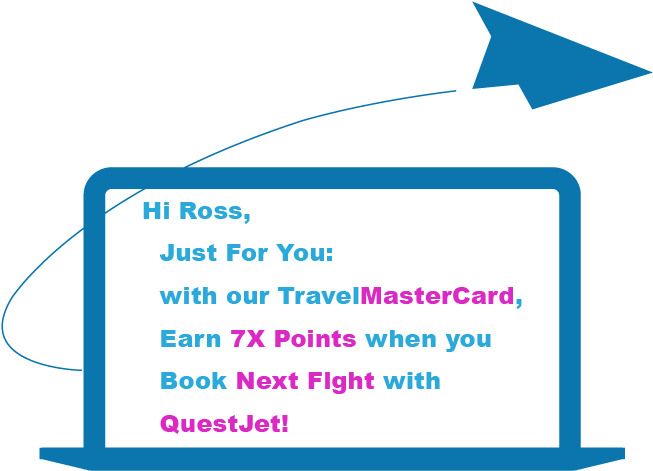 Hi Ross,
Just For You:
with our TravelMasterCard,
Earn 7X Points when you
Book Next Flght with
QuestJet!